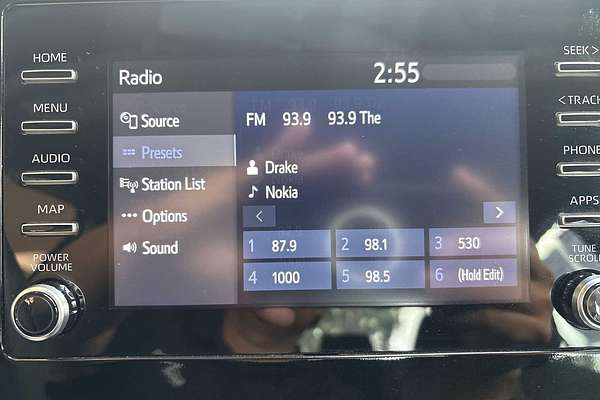 HOME
MENU
AUDIO
MAP
POWER
VOLUME
Radio
2:55
Source
Presets
Station List
Options
Sound
FM 93.9 93.9 The
Drake
Nokia
<
>
1 87.9
2 98.1
3 530
4 1000
5 98.5
6 (Hold Edit)
SEEK >
< TRACK
PHONE
APPS
TUNE
SCROLL